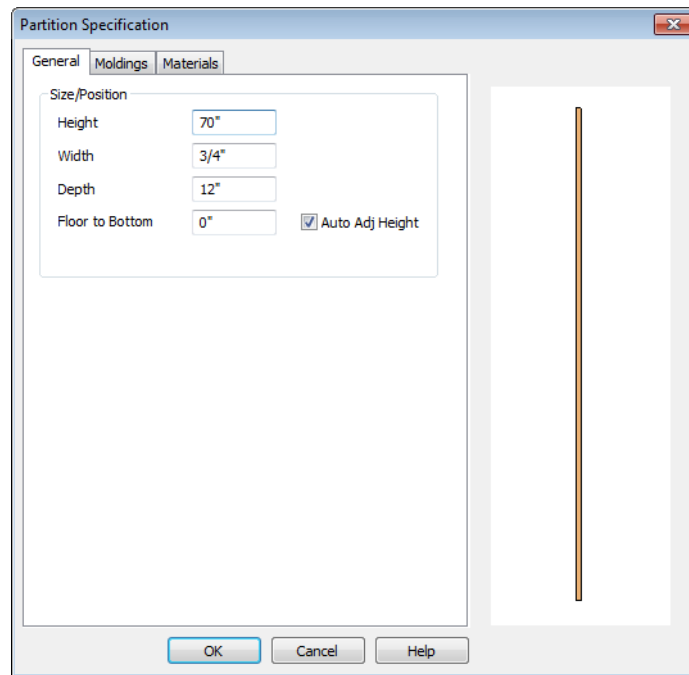 Partition Specification
General Moldings Materials
Size/Position
Height 70"
Width 3/4"
Depth 12"
Floor to Bottom 0" Auto Adj Height
OK Cancel Help